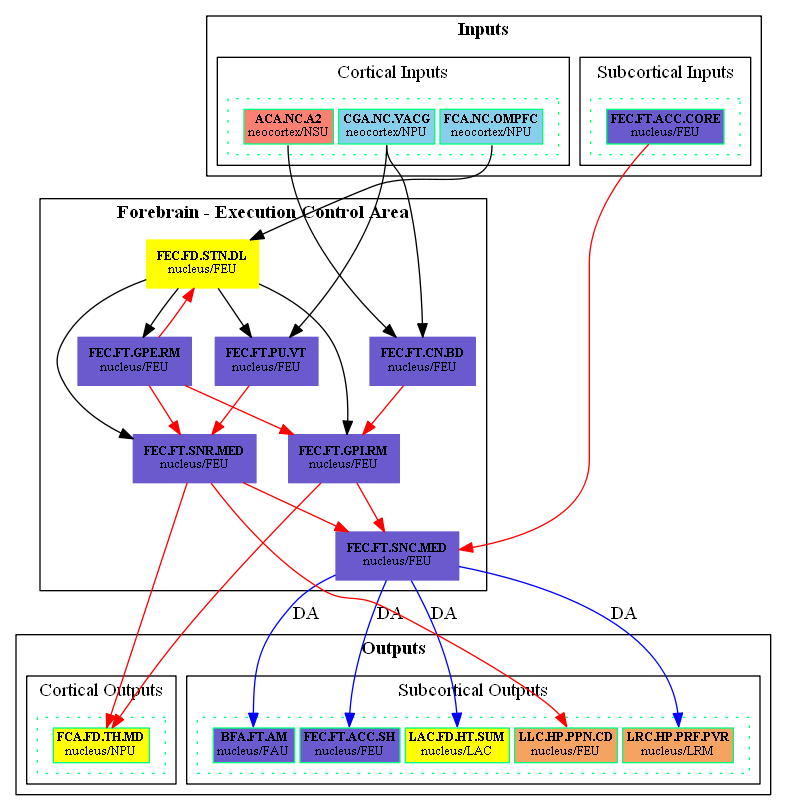 Inputs
Cortical Inputs
Subcortical Inputs
ACA.NC.A2
neocortex/NSU
CGA.NC.VACG
neocortex/NPU
FCA.NC.OMPFC
neocortex/NPU
FEC.FT.ACC.CORE
nucleus/FEU
Forebrain - Execution Control Area
FEC.FD.STN.DL
nucleus/FEU
FEC.FT.GPE.RM
nucleus/FEU
FEC.FT.PU.VT
nucleus/FEU
FEC.FT.CN.BD
nucleus/FEU
FEC.FT.SNR.MED
nucleus/FEU
FEC.FT.GPI.RM
nucleus/FEU
FEC.FT.SNC.MED
nucleus/FEU
DA
DA
DA
DA
Outputs
Cortical Outputs
Subcortical Outputs
FCA.FD.TH.MD
nucleus/NPU
BFA.FT.AM
nucleus/FAU
FEC.FT.ACC.SH
nucleus/FEU
LAC.FD.HT.SUM
nucleus/LAC
LLC.HP.PPN.CD
nucleus/FEU
LRC.HP.PRF.PVR
nucleus/LRM